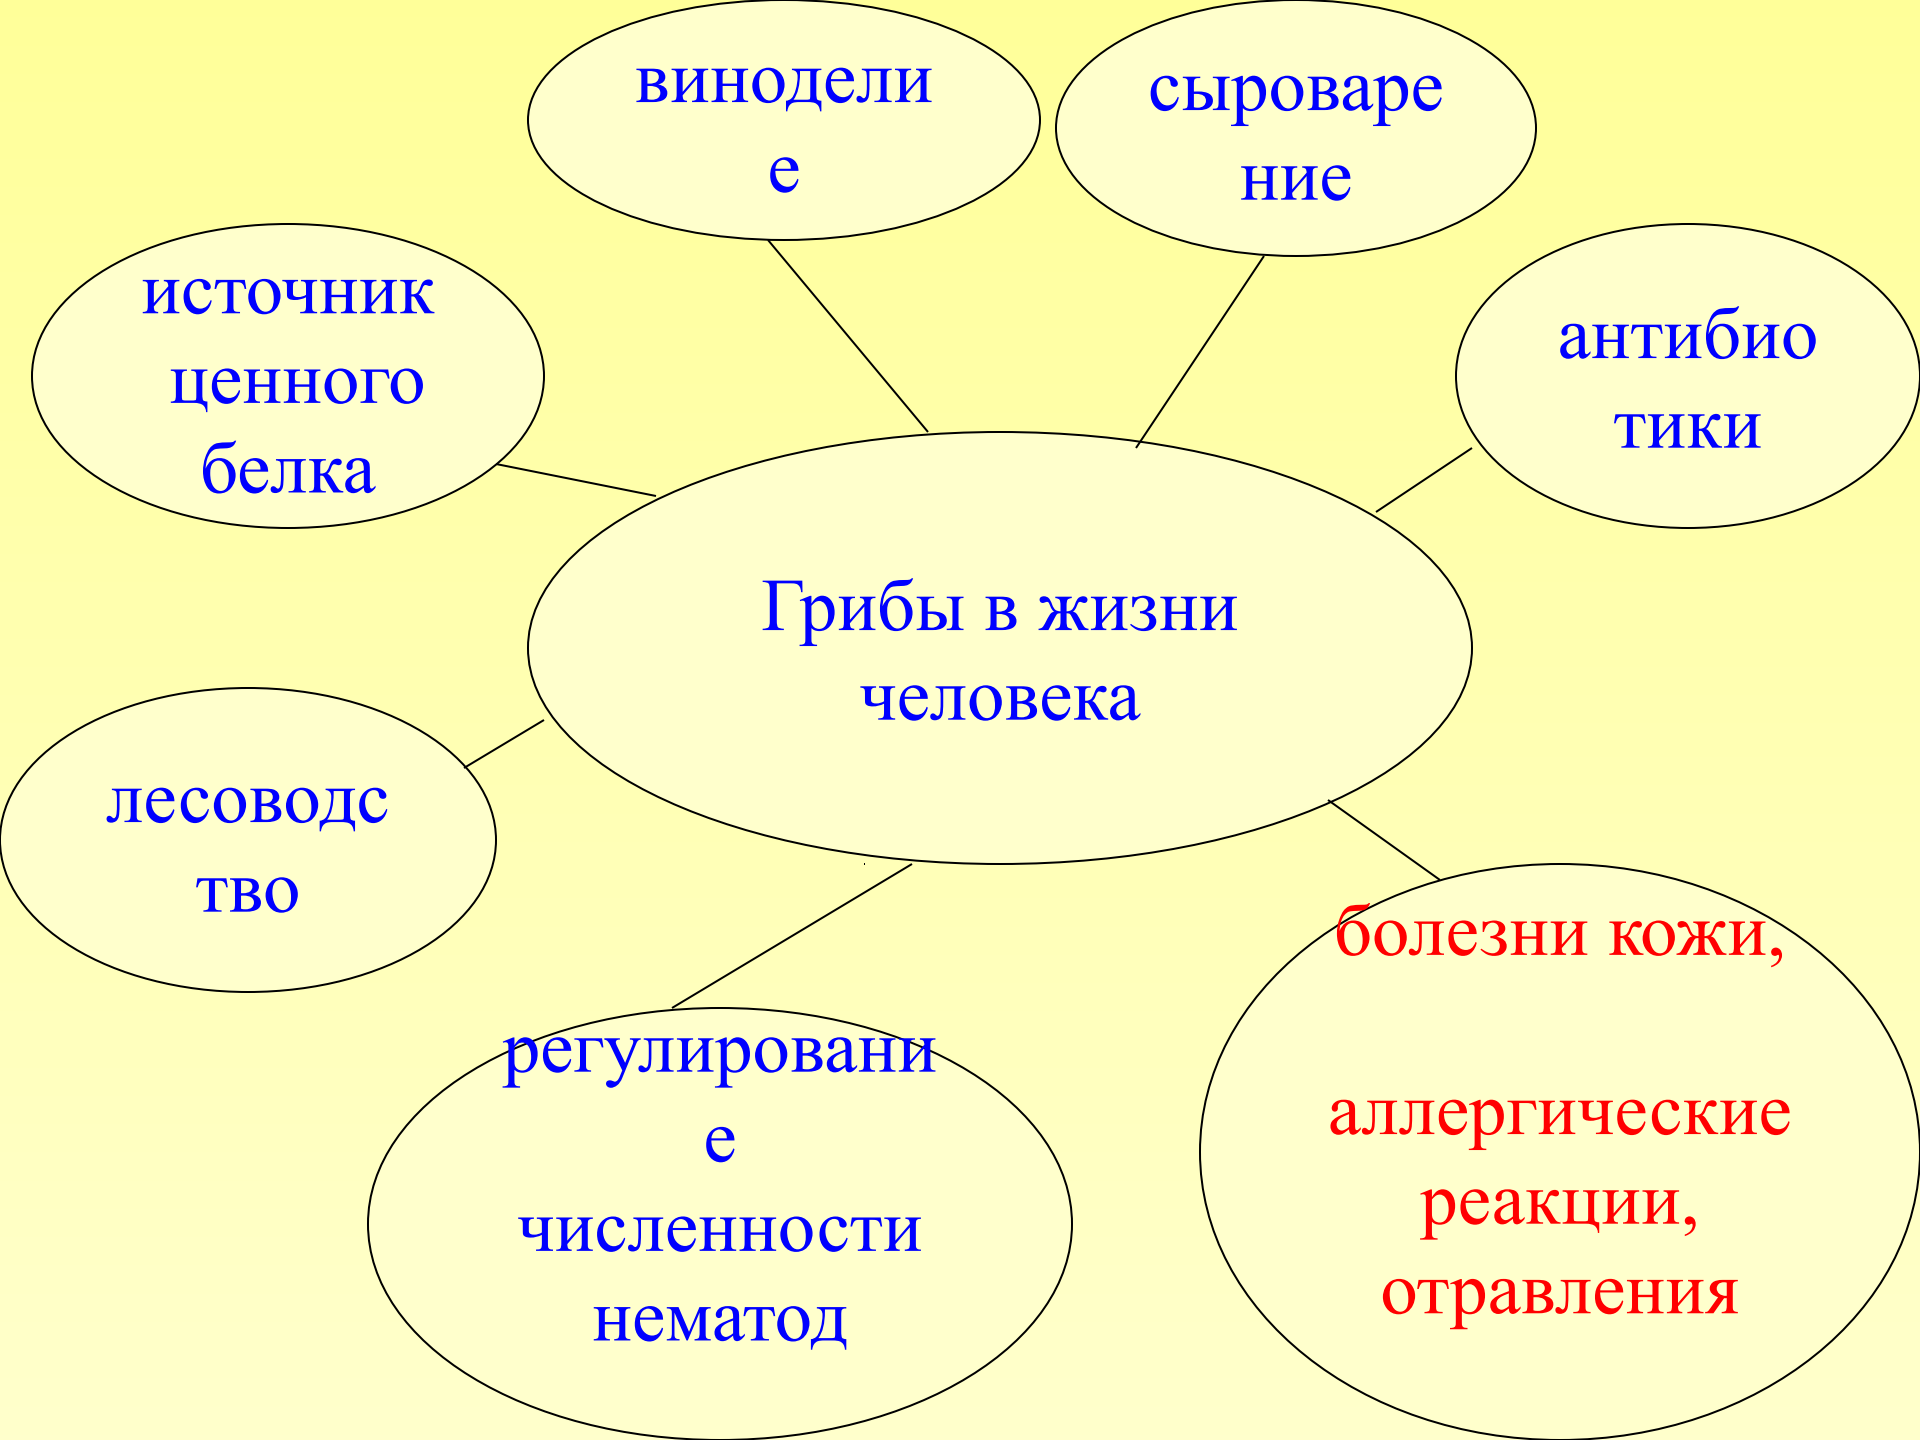 винодели
е
сыроваре
ние
источник
ценного
белка
антибио
тики
Грибы в жизни
человека
лесоводс
тво
регулировани
е
численности
нематод
болезни кожи,
аллергические
реакции,
отравления